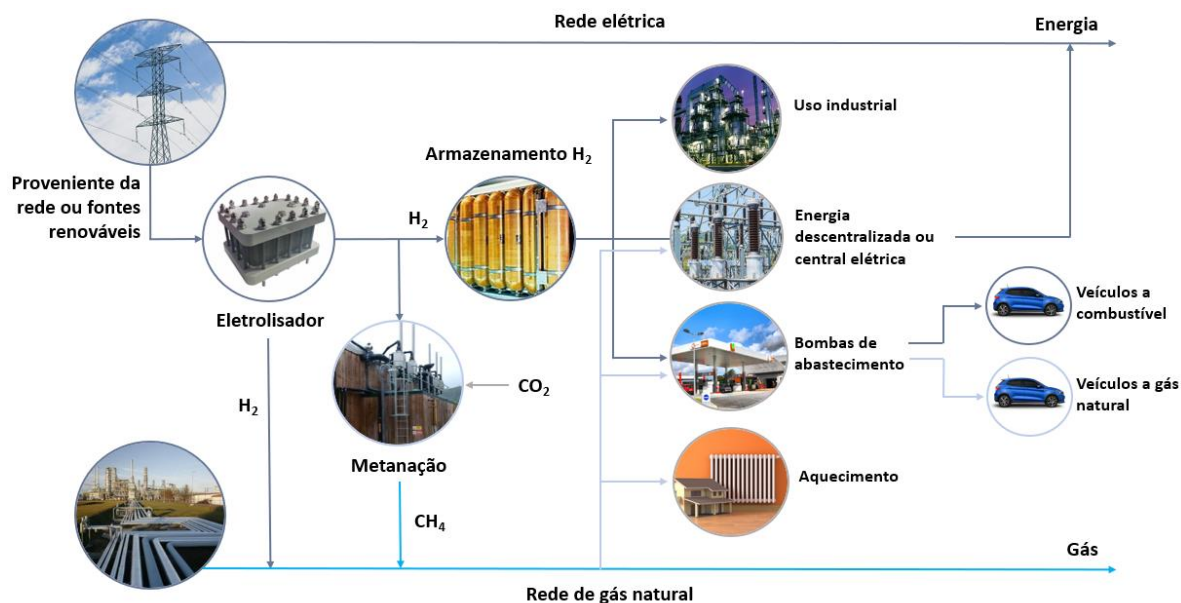 Rede elétrica
Energia
Proveniente da
rede ou fontes
renováveis
Eletrolisador
H₂
Armazenamento H₂
H₂
CO₂
Metanação
CH₄
Uso industrial
Energia
descentralizada ou
central elétrica
Bombas de
abastecimento
Veículos a
combustível
Veículos a gás
natural
Aquecimento
Gás
Rede de gás natural